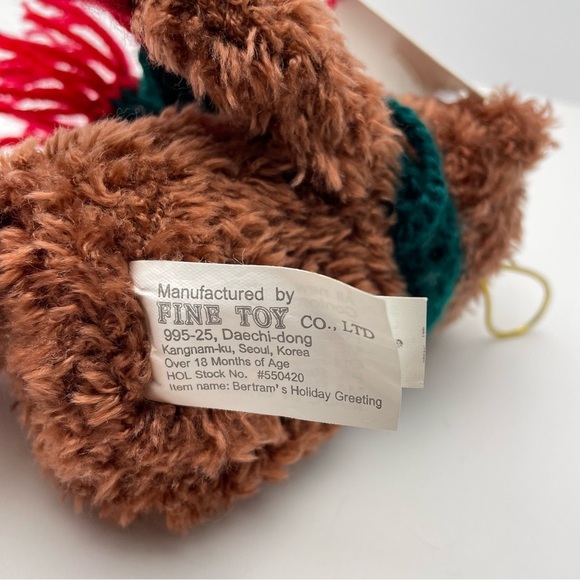 Manufactured by
FINE TOY CO., LTD
995-25, Daechi-dong
Kangnam-ku, Seoul, Korea
Over 18 Months of Age
HOL Stock No. #550420
Item name: Bertram's Holiday Greeting